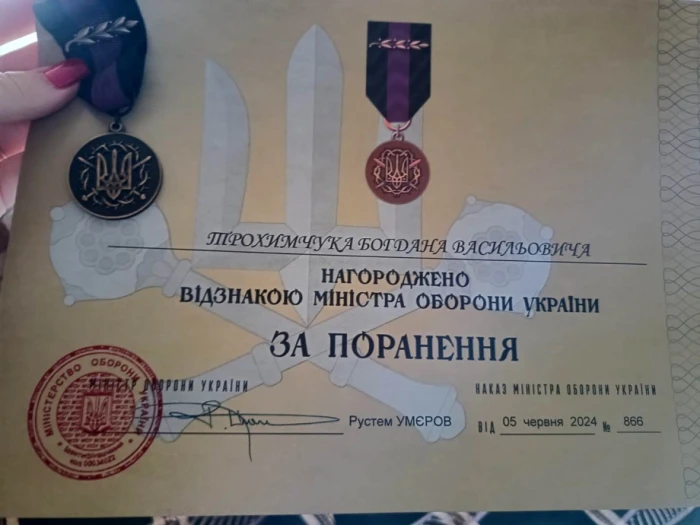 ТРОХИМЧУКА БОГДАНА ВАСИЛЬОВИЧА
НАГОРОДЖЕНО
ВІДЗНАКОЮ МІНІСТРА ОБОРОНИ УКРАЇНИ
ЗА ПОРАНЕННЯ
МІНІСТР ОБОРОНИ УКРАЇНИ
Рустем УМЄРОВ
НАКАЗ МІНІСТРА ОБОРОНИ УКРАЇНИ
ВІД 05 червня 2024 № 866
МІНІСТЕРСТВО ОБОРОНИ УКРАЇНИ